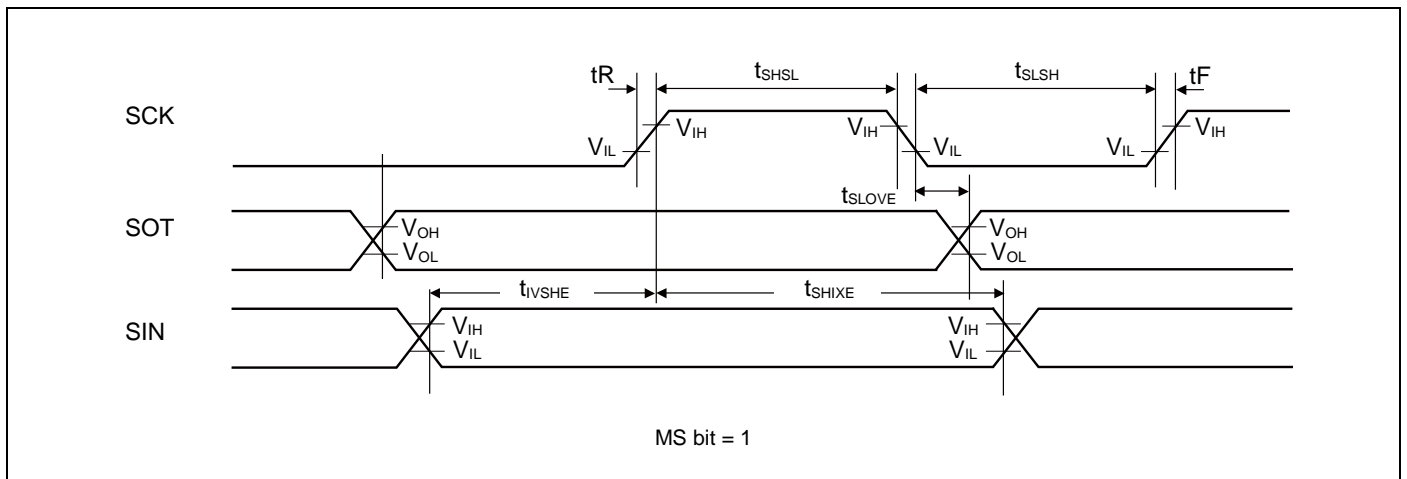 tR tSHSL tSLSH tF
SCK
VIH VIH VIH
VIL VIL VIL
tSLOVE
SOT
VOH VOH
VOL VOL
tIVSHE tSHIXE
SIN
VIH VIH
VIL VIL
MS bit = 1